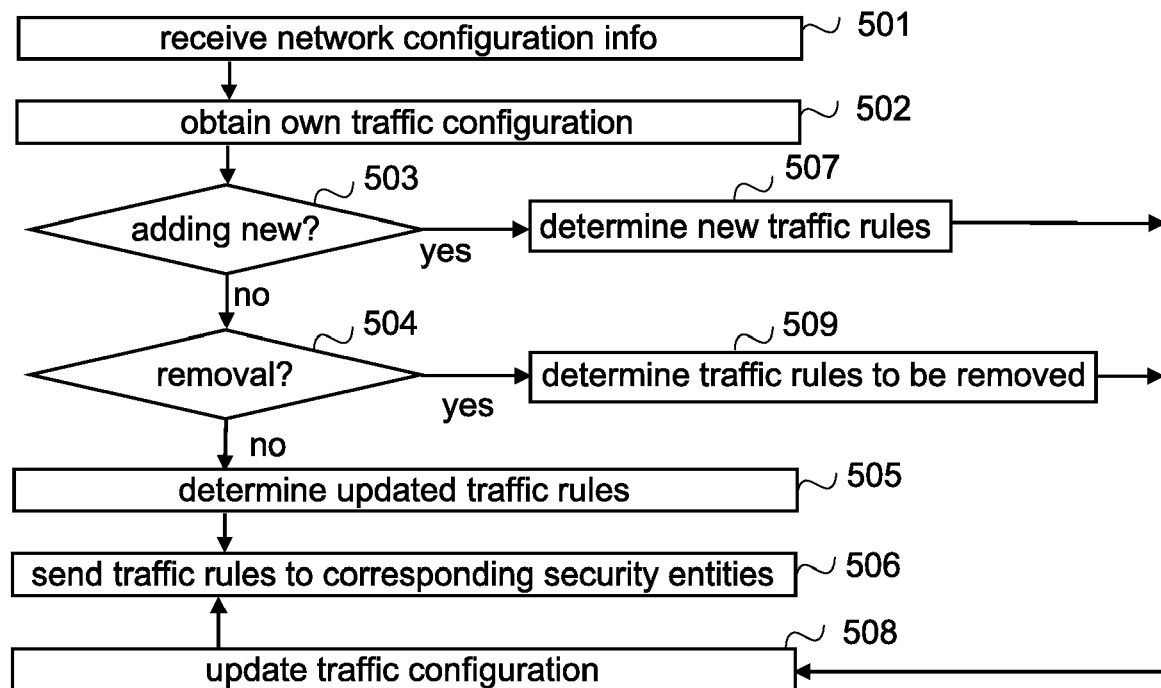 receive network configuration info
501
obtain own traffic configuration
502
503
adding new?
yes
no
507
determine new traffic rules
504
removal?
yes
no
509
determine traffic rules to be removed
determine updated traffic rules
505
send traffic rules to corresponding security entities
506
508
update traffic configuration